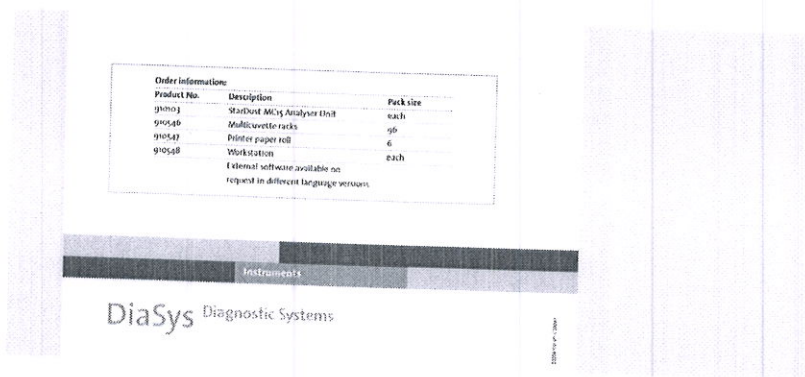 Order information:
Product No. Description Pack size
910103 StarDust MC15 Analyser Unit each
910546 Multicuvette racks 96
910547 Printer paper roll 6
910548 Workstation each
External software available on
request in different language versions
Instruments
DiaSys Diagnostic Systems